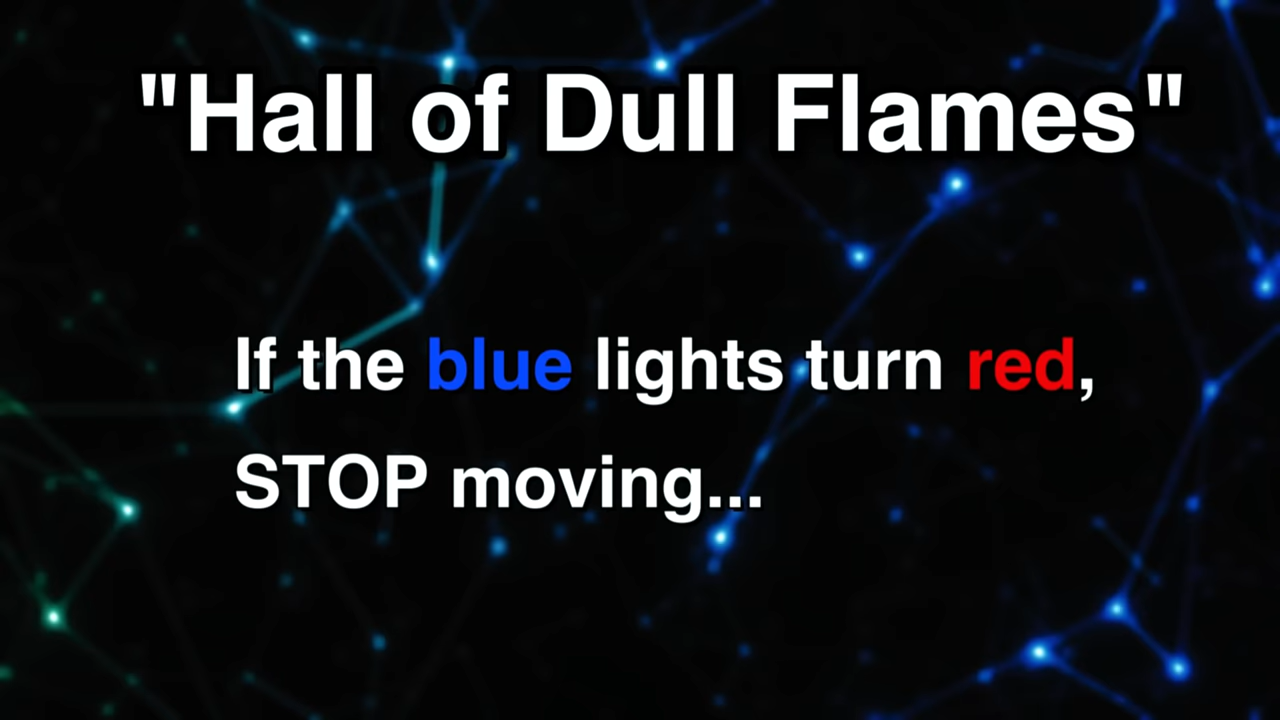 "Hall of Dull Flames"
If the blue lights turn red,
STOP moving...